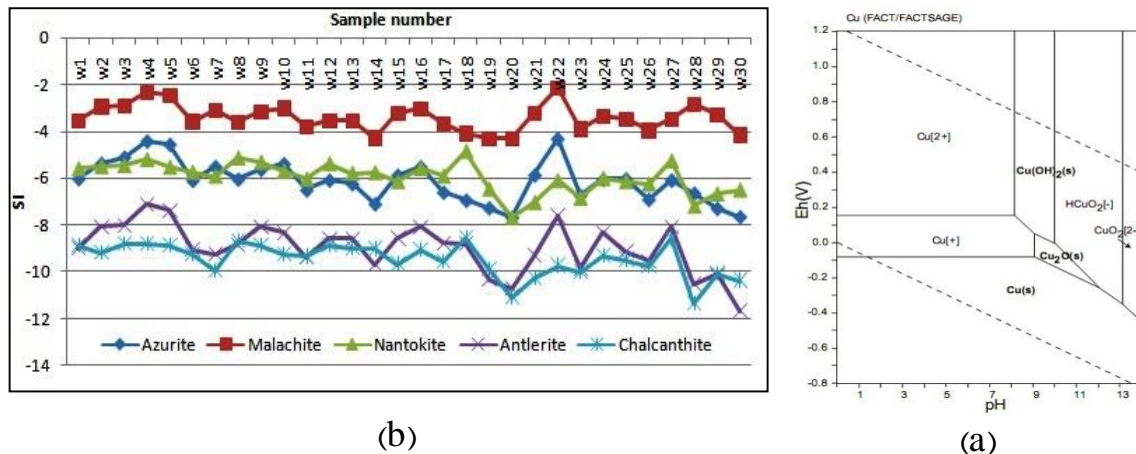 Sample number
0
-2
-4
-6
-8
-10
-12
-14
SI
w1 w2 w3 w4 w5 w6 w7 w8 w9 w10 w11 w12 w13 w14 w15 w16 w17 w18 w19 w20 w21 w22 w23 w24 w25 w26 w27 w28 w29 w30
Azurite Malachite Nantokite Antlerite Chalcanthite
(b)
Cu (FACT/FACTSAGE)
1.2
1.0
0.8
0.6
0.4
0.2
0.0
-0.2
-0.4
-0.6
-0.8
Eh(V)
Cu[2+]
Cu(OH)2(s)
HCuO2[-]
CuO2[2-
Cu[+]
Cu2O(s)
Cu(s)
1 3 5 7 9 11 13
pH
(a)